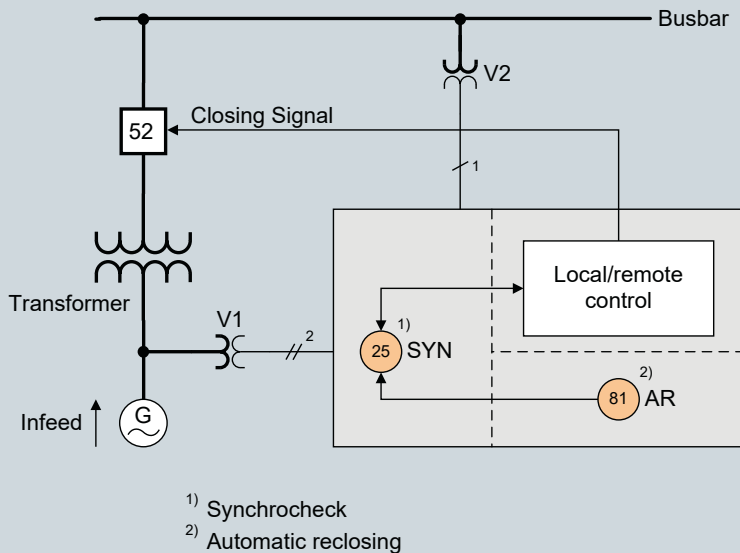 Busbar
V2
52
Closing Signal
1
Local/remote
control
Transformer
V1
2
1)
25
SYN
2)
81
AR
Infeed
G
1) Synchrocheck
2) Automatic reclosing